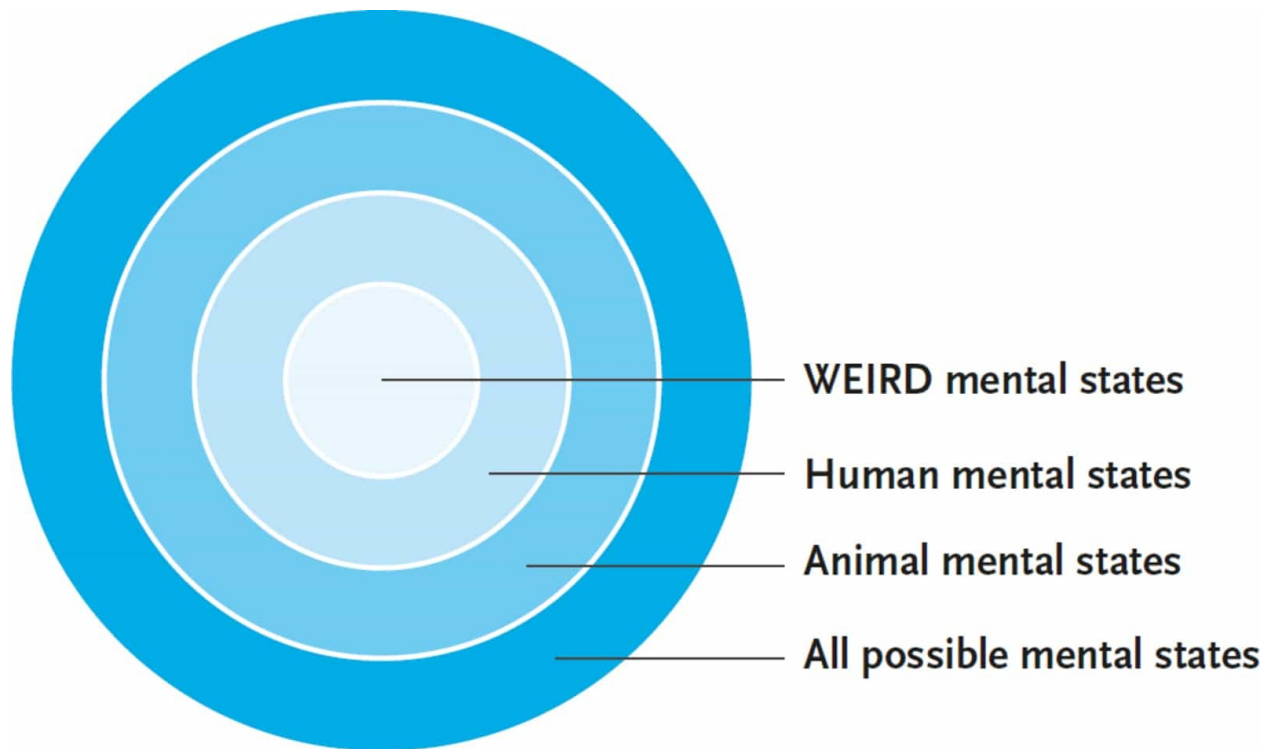 WEIRD mental states
Human mental states
Animal mental states
All possible mental states